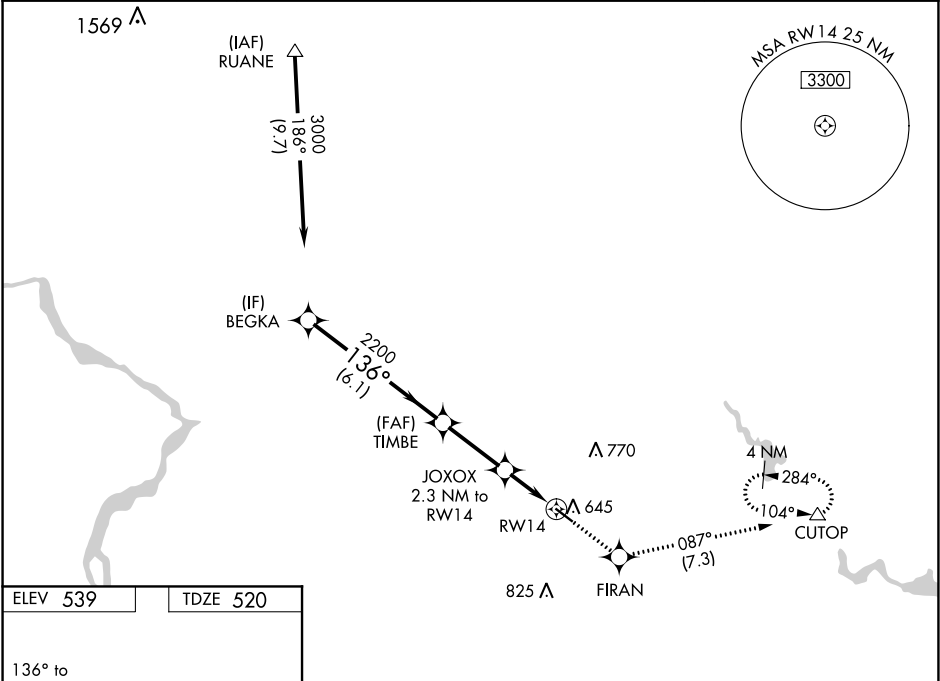 1569
(IAF)
RUANE
3000
186°
(9.7)
MSA RW14 25 NM
3300
(IF)
BEGKA
2200
136°
(6.1)
(FAF)
TIMBE
JOXOX
2.3 NM to
RW14
RW14
770
645
825
FIRAN
087°
(7.3)
4 NM
284°
104°
CUTOP
ELEV 539
TDZE 520
136° to